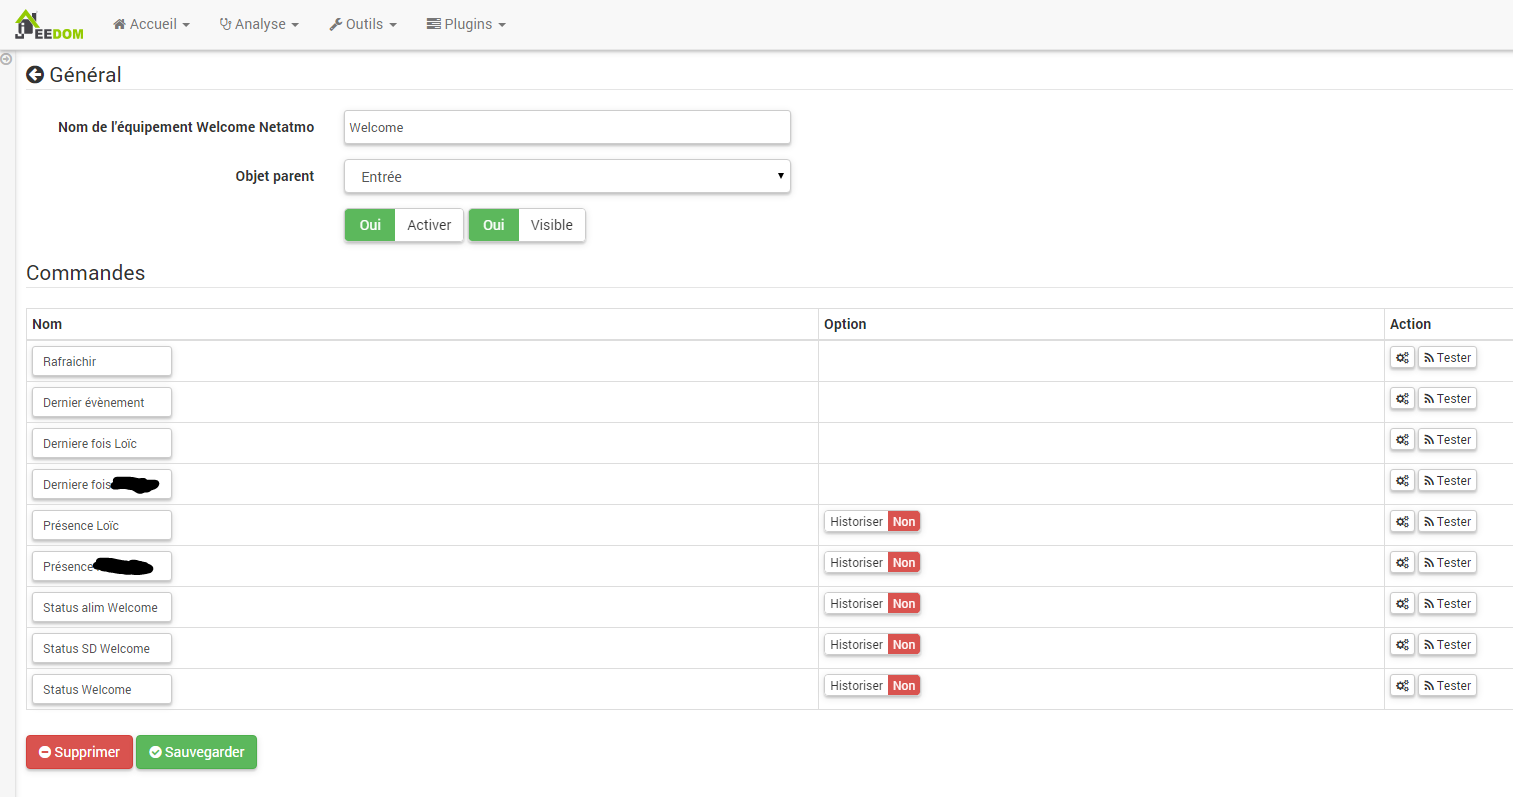 JEEDOM Accueil Analyse Outils Plugins
Général
Nom de l'équipement Welcome Netatmo Welcome
Objet parent Entrée
Oui Activer Oui Visible
Commandes
Nom Option Action
Rafraichir Tester
Dernier évènement Tester
Derniere fois Loïc Tester
Derniere fois Tester
Présence Loïc Historiser Non Tester
Présence Historiser Non Tester
Status alim Welcome Historiser Non Tester
Status SD Welcome Historiser Non Tester
Status Welcome Historiser Non Tester
Supprimer Sauvegarder